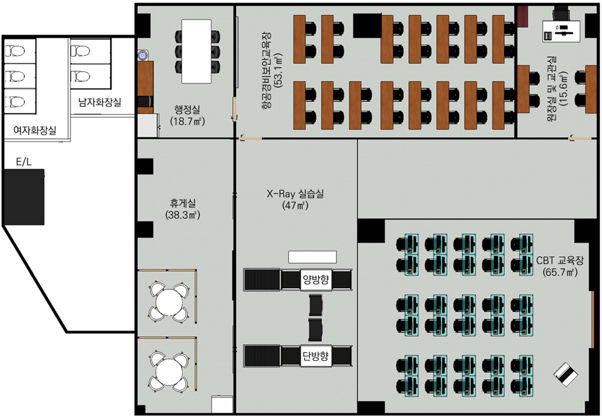 여자화장실
남자화장실
E/L
행정실
(18.7㎡)
항공경비보안교육장
(53.1㎡)
원장실 및 교관실
(15.6㎡)
휴게실
(38.3㎡)
X-Ray 실습실
(47㎡)
양방향
단방향
CBT 교육장
(65.7㎡)